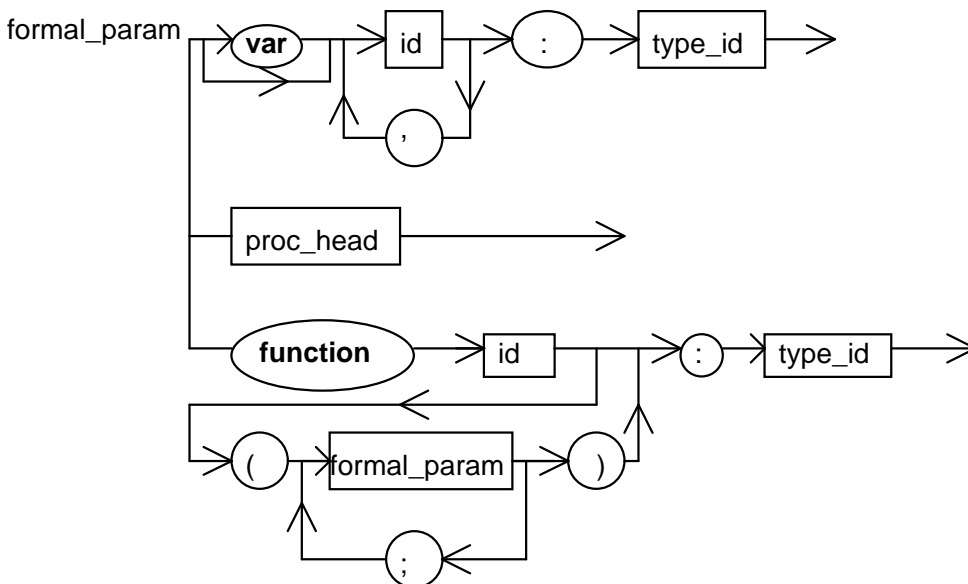 formal_param
var id : type_id
,
proc_head
function id : type_id
( formal_param )
;